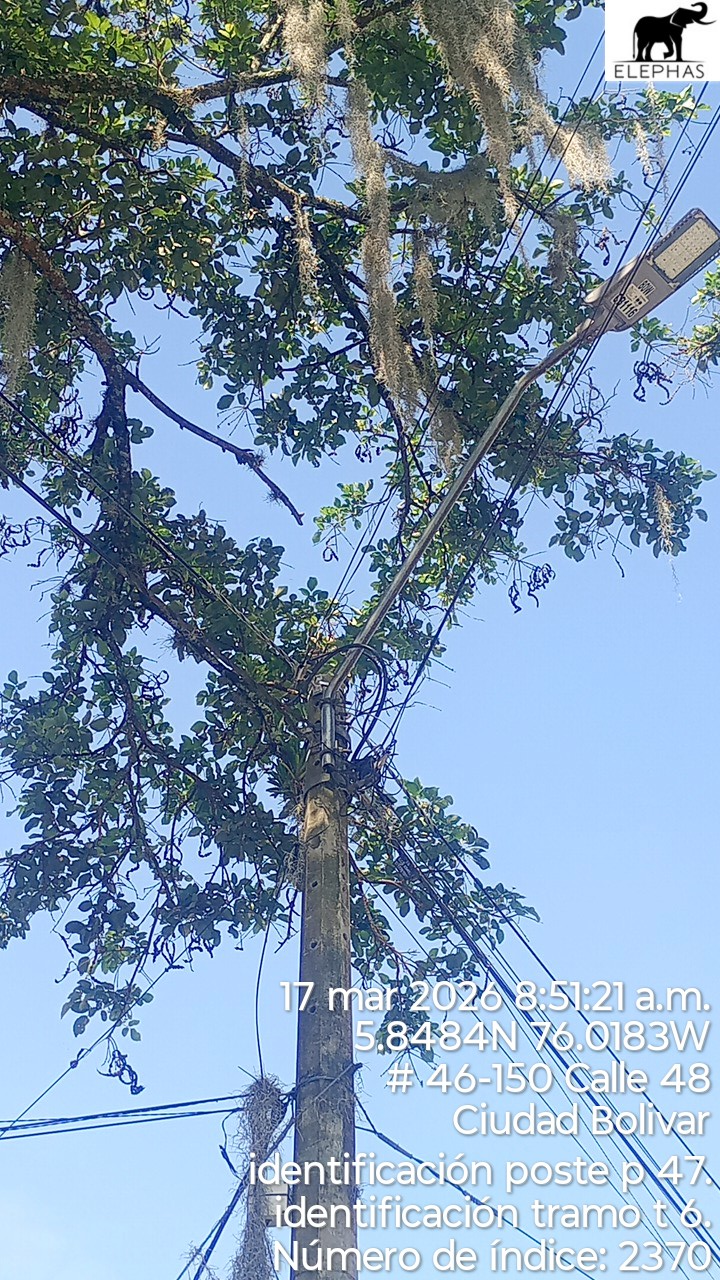 ELEPHAS
17 mar 2026 8:51:21 a.m.
5.8484N 76.0183W
# 46-150 Calle 48
Ciudad Bolivar
identificación poste p 47.
identificación tramo t 6.
Número de índice: 2370